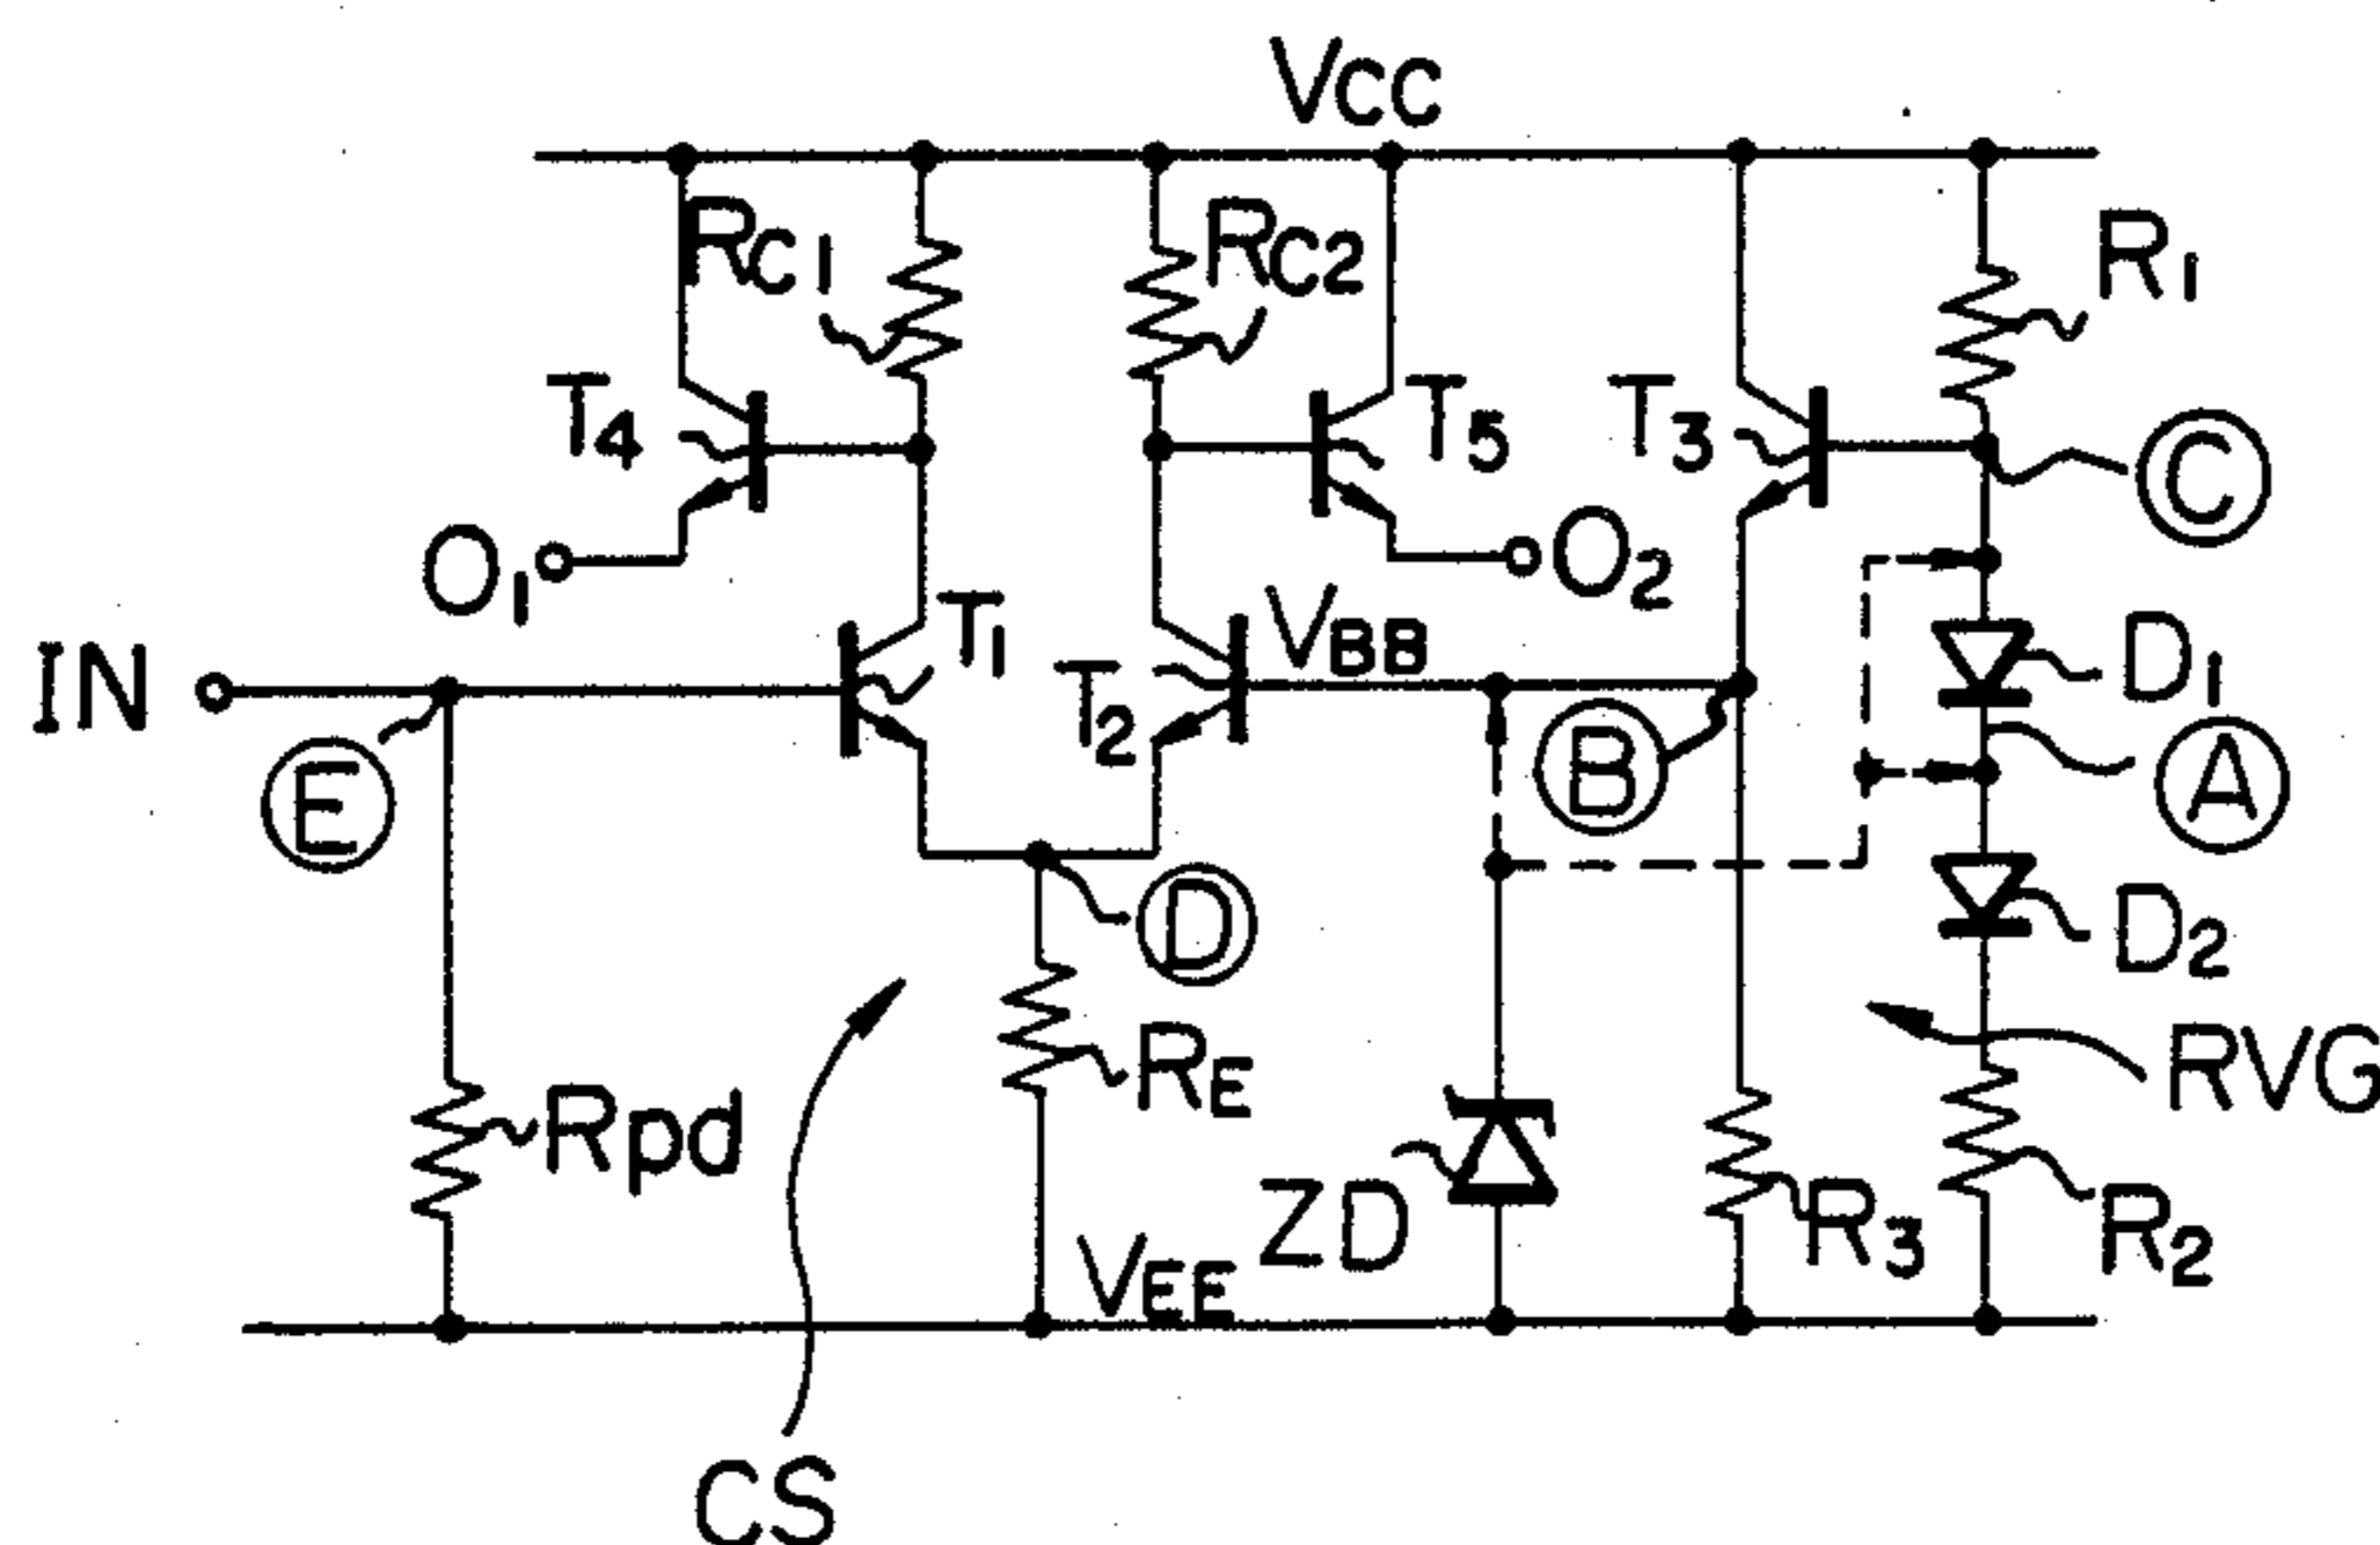 VCC
RC1
RC2
R1
T4
T5
T3
C
O1
O2
IN
T1
T2
VBB
D1
E
B
A
D
D2
RE
RVG
Rpd
ZD
R3
R2
VEE
CS